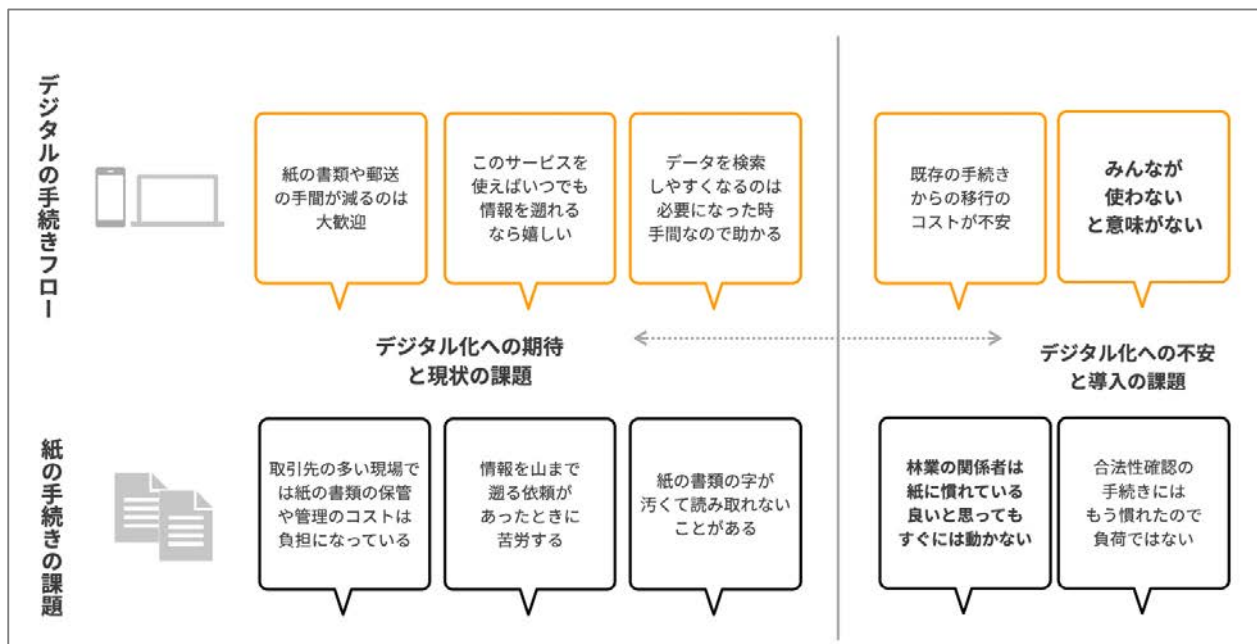 デジタルの手続きフロー
紙の書類や郵送
の手間が減るのは
大歓迎
このサービスを
使えばいつでも
情報を遡れる
なら嬉しい
データを検索
しやすくなるのは
必要になった時
手間なので助かる
既存の手続き
からの移行の
コストが不安
みんなが
使わない
と意味がない
デジタル化への期待
と現状の課題
デジタル化への不安
と導入の課題
紙の手続きの課題
取引先の多い現場で
は紙の書類の保管
や管理のコストは
負担になっている
情報を山まで
遡る依頼が
あったときに
苦労する
紙の書類の字が
汚くて読み取れない
ことがある
林業の関係者は
紙に慣れている
良いと思っても
すぐには動かない
合法性確認の
手続きには
もう慣れたので
負荷ではない